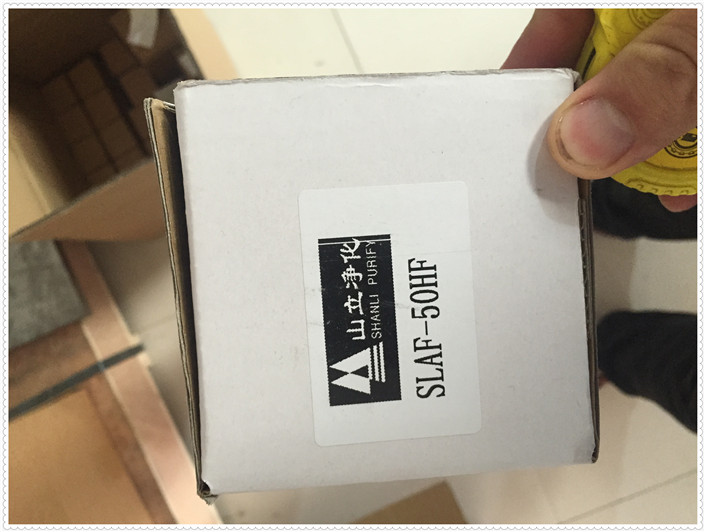 山立净化
SHANLI PURIFY
SLAF-50HF